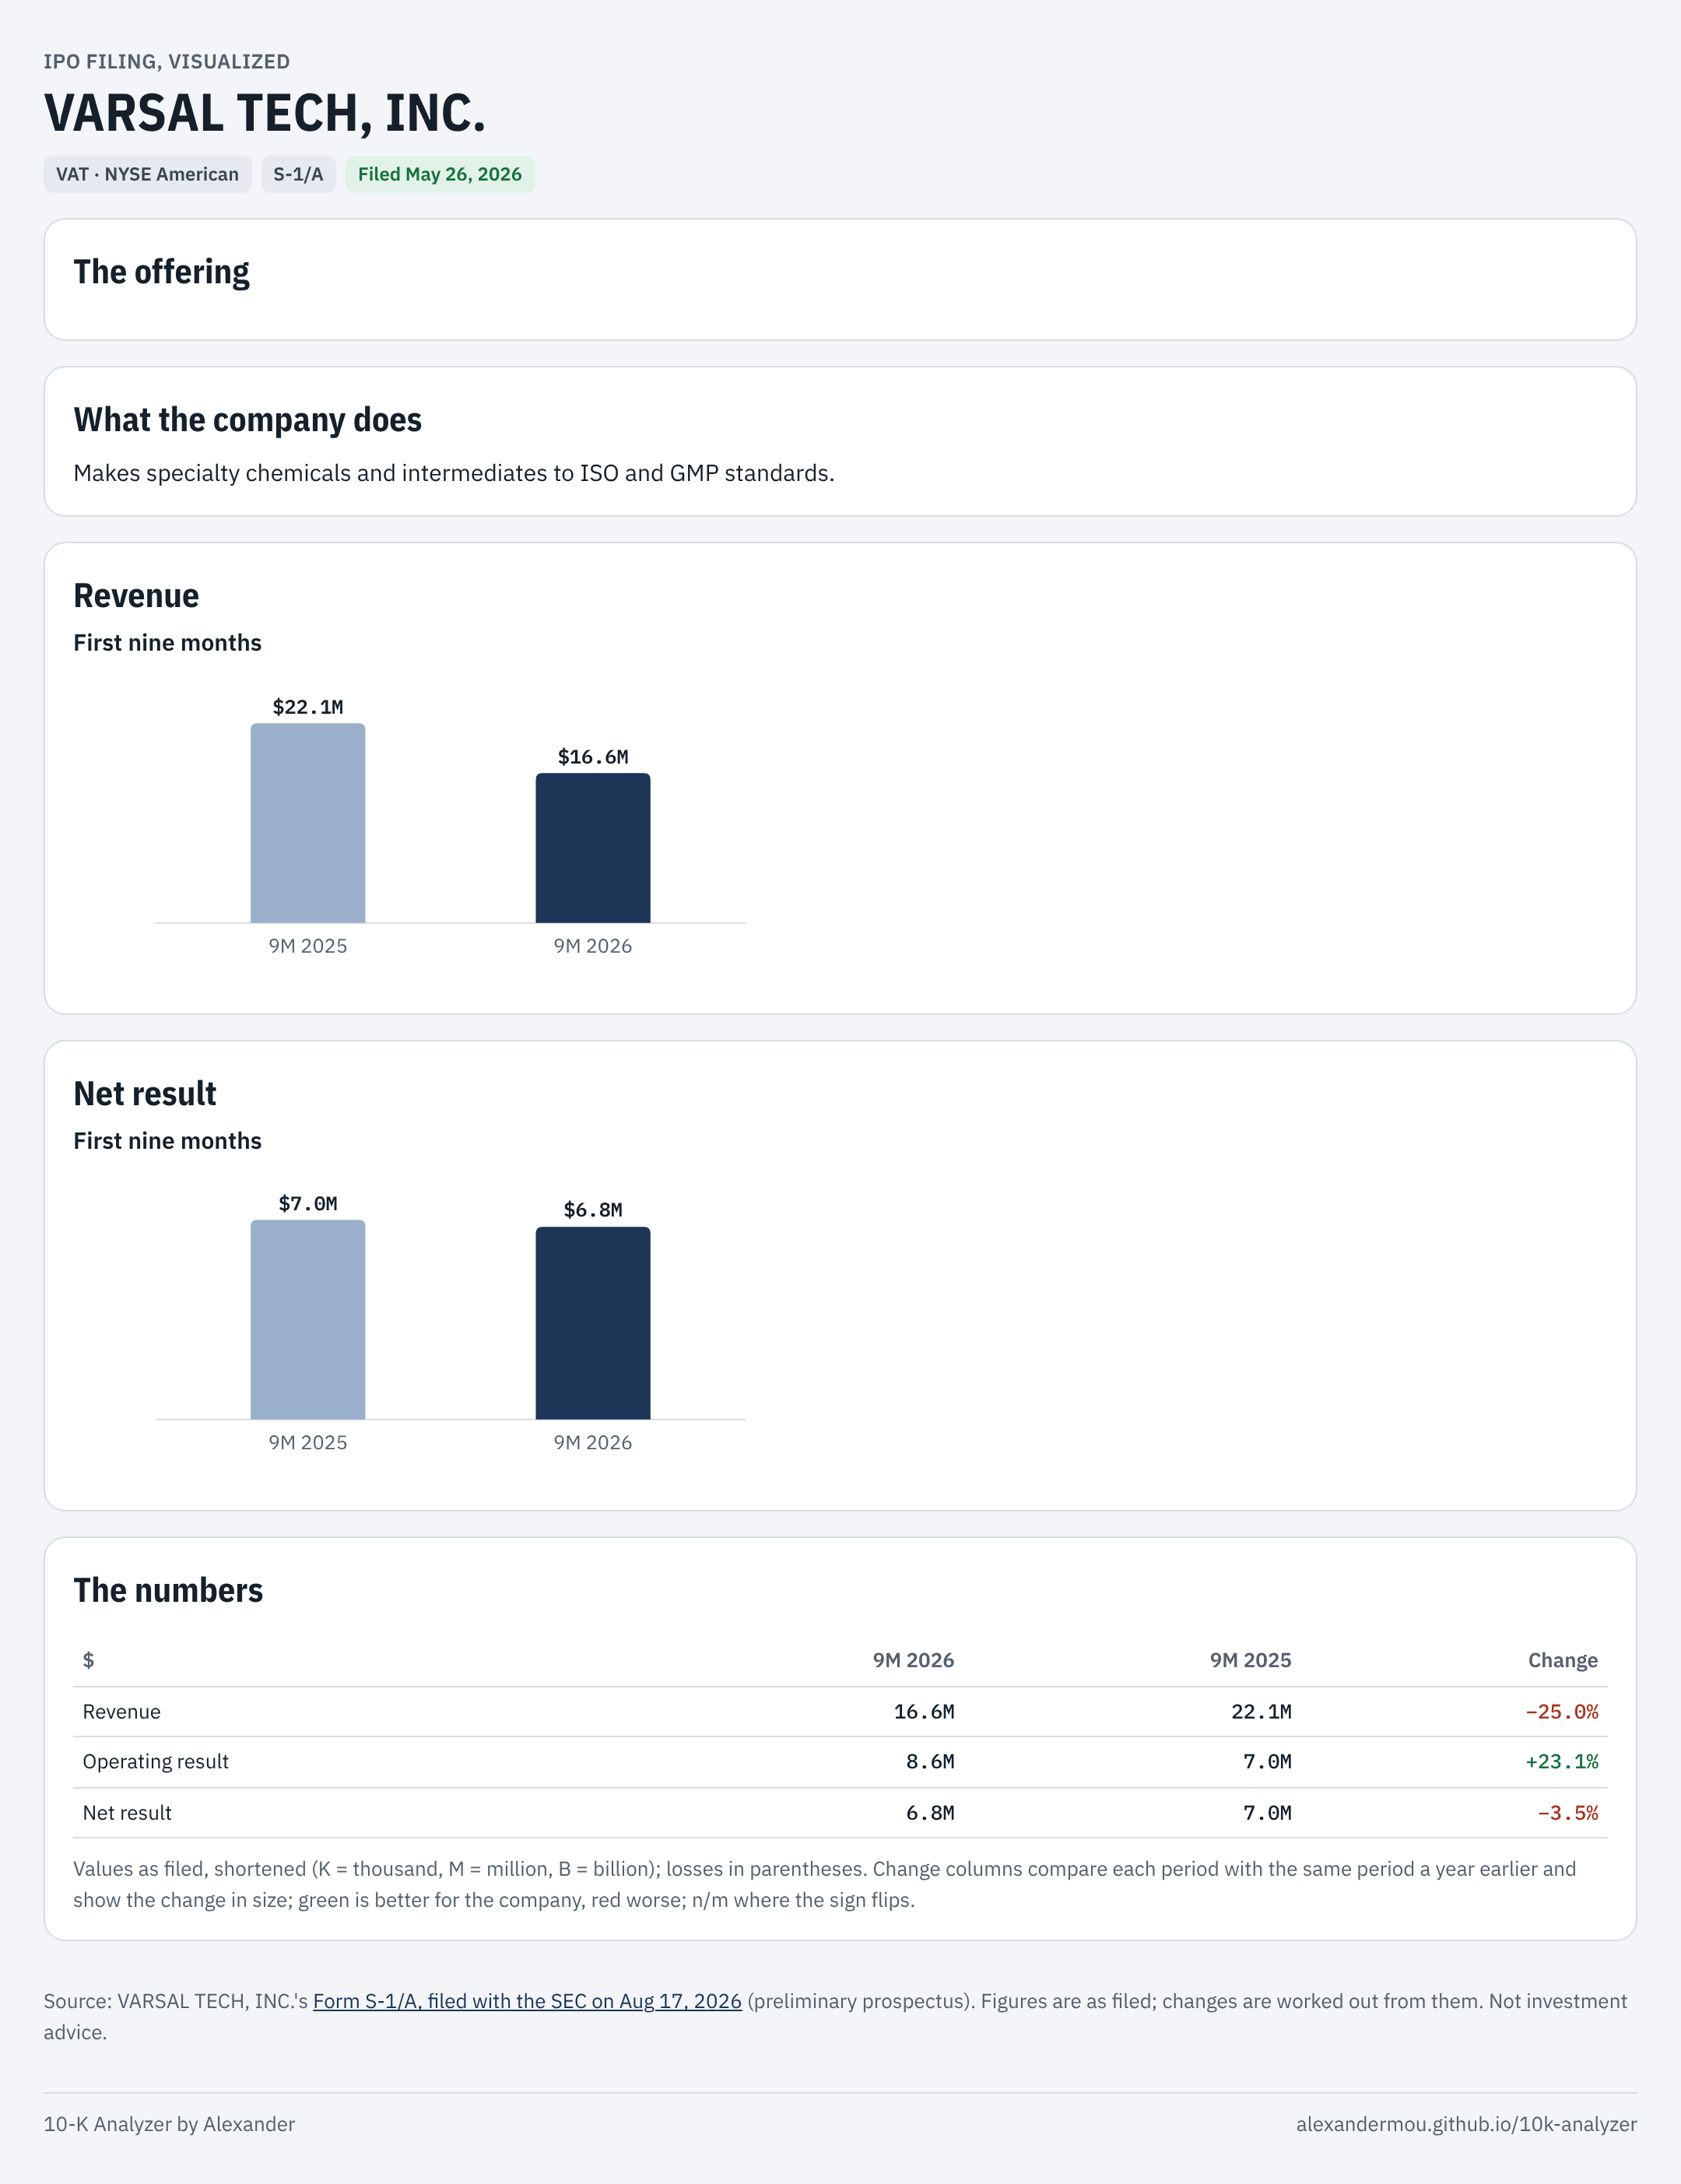 IPO FILING, VISUALIZED
VARSAL TECH, INC.
VAT · NYSE American S-1/A Filed May 26, 2026
The offering
What the company does
Makes specialty chemicals and intermediates to ISO and GMP standards.
Revenue
First nine months
$22.1M
$16.6M
9M 2025 9M 2026
Net result
First nine months
$7.0M $6.8M
9M 2025 9M 2026
The numbers
$ 9M 2026 9M 2025 Change
Revenue 16.6M 22.1M −25.0%
Operating result 8.6M 7.0M +23.1%
Net result 6.8M 7.0M −3.5%
Values as filed, shortened (K = thousand, M = million, B = billion); losses in parentheses. Change columns compare each period with the same period a year earlier and
show the change in size; green is better for the company, red worse; n/m where the sign flips.
Source: VARSAL TECH, INC.'s Form S-1/A, filed with the SEC on Aug 17, 2026 (preliminary prospectus). Figures are as filed; changes are worked out from them. Not investment
advice.
10-K Analyzer by Alexander alexandermou.github.io/10k-analyzer